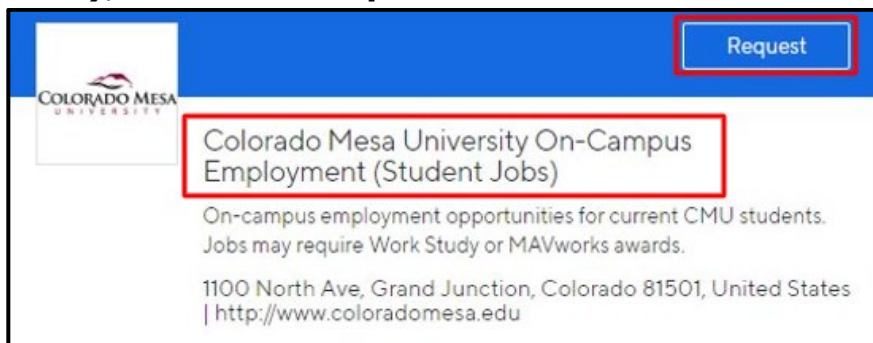 Request
COLORADO MESA
UNIVERSITY
Colorado Mesa University On-Campus
Employment (Student Jobs)
On-campus employment opportunities for current CMU students.
Jobs may require Work Study or MAVworks awards.
1100 North Ave, Grand Junction, Colorado 81501, United States
| http://www.coloradomesa.edu